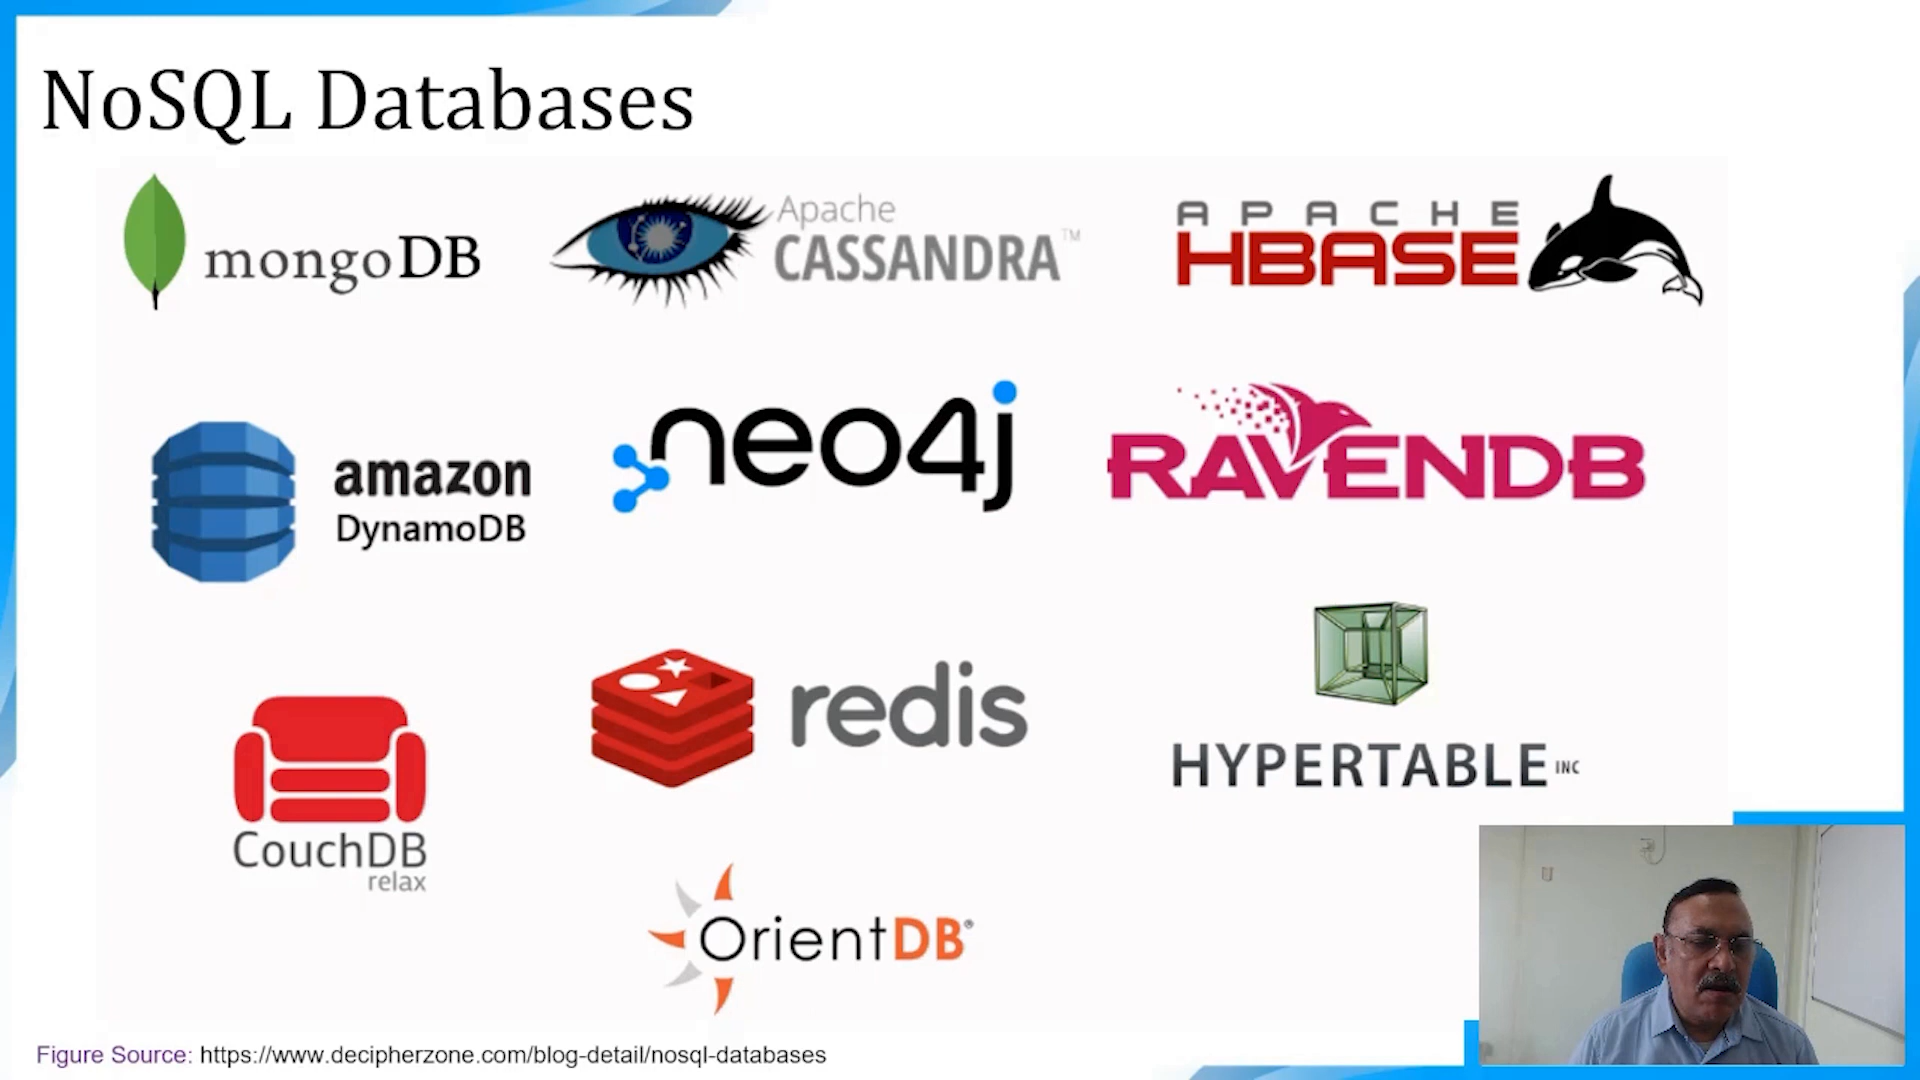 NoSQL Databases
mongoDB
Apache
CASSANDRA™
APACHE
HBASE
amazon
DynamoDB
neo4j
RAVENDB
CouchDB
relax
redis
HYPERTABLE INC
OrientDB®
Figure Source: https://www.decipherzone.com/blog-detail/nosql-databases